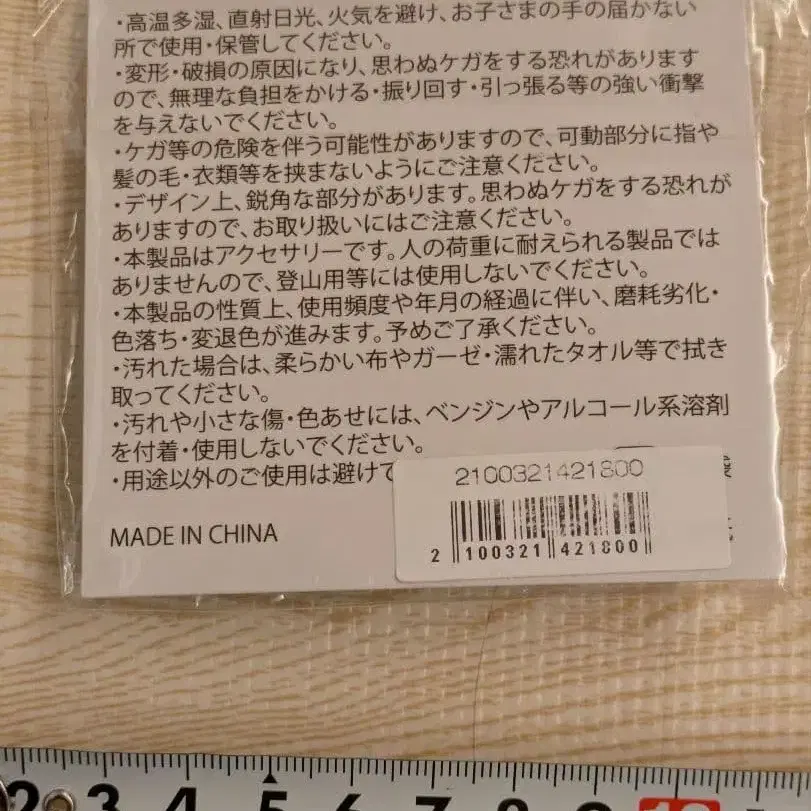 ・高温多湿、直射日光、火気を避け、お子さまの手の届かない
所で使用・保管してください。
・変形・破損の原因になり、思わぬケガをする恐れがあります
ので、無理な負担をかける・振り回す・引っ張る等の強い衝撃
を与えないでください。
・ケガ等の危険を伴う可能性がありますので、可動部分に指や
髪の毛・衣類等を挟まないようにご注意ください。
・デザイン上、鋭角な部分があります。思わぬケガをする恐れが
ありますので、お取り扱いにはご注意ください。
・本製品はアクセサリーです。人の荷重に耐えられる製品では
ありませんので、登山用等には使用しないでください。
・本製品の性質上、使用頻度や年月の経過に伴い、磨耗劣化・
色落ち・変退色が進みます。予めご了承ください。
・汚れた場合は、柔らかい布やガーゼ・濡れたタオル等で拭き
取ってください。
・汚れや小さな傷・色あせには、ベンジンやアルコール系溶剤
を付着・使用しないでください。
・用途以外のご使用は避けて
2100321421800
2 100321 421800
MADE IN CHINA
2 3 4 5 6 7 8 9 10